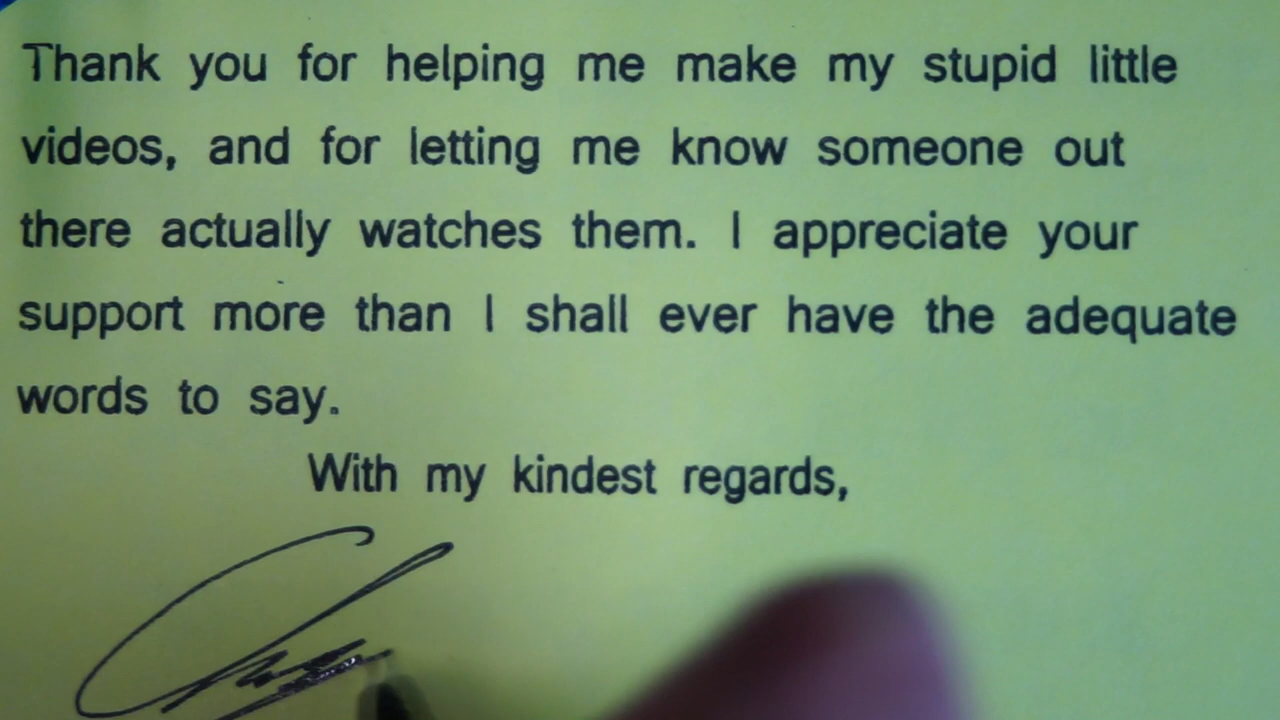 Thank you for helping me make my stupid little
videos, and for letting me know someone out
there actually watches them. I appreciate your
support more than I shall ever have the adequate
words to say.
With my kindest regards,